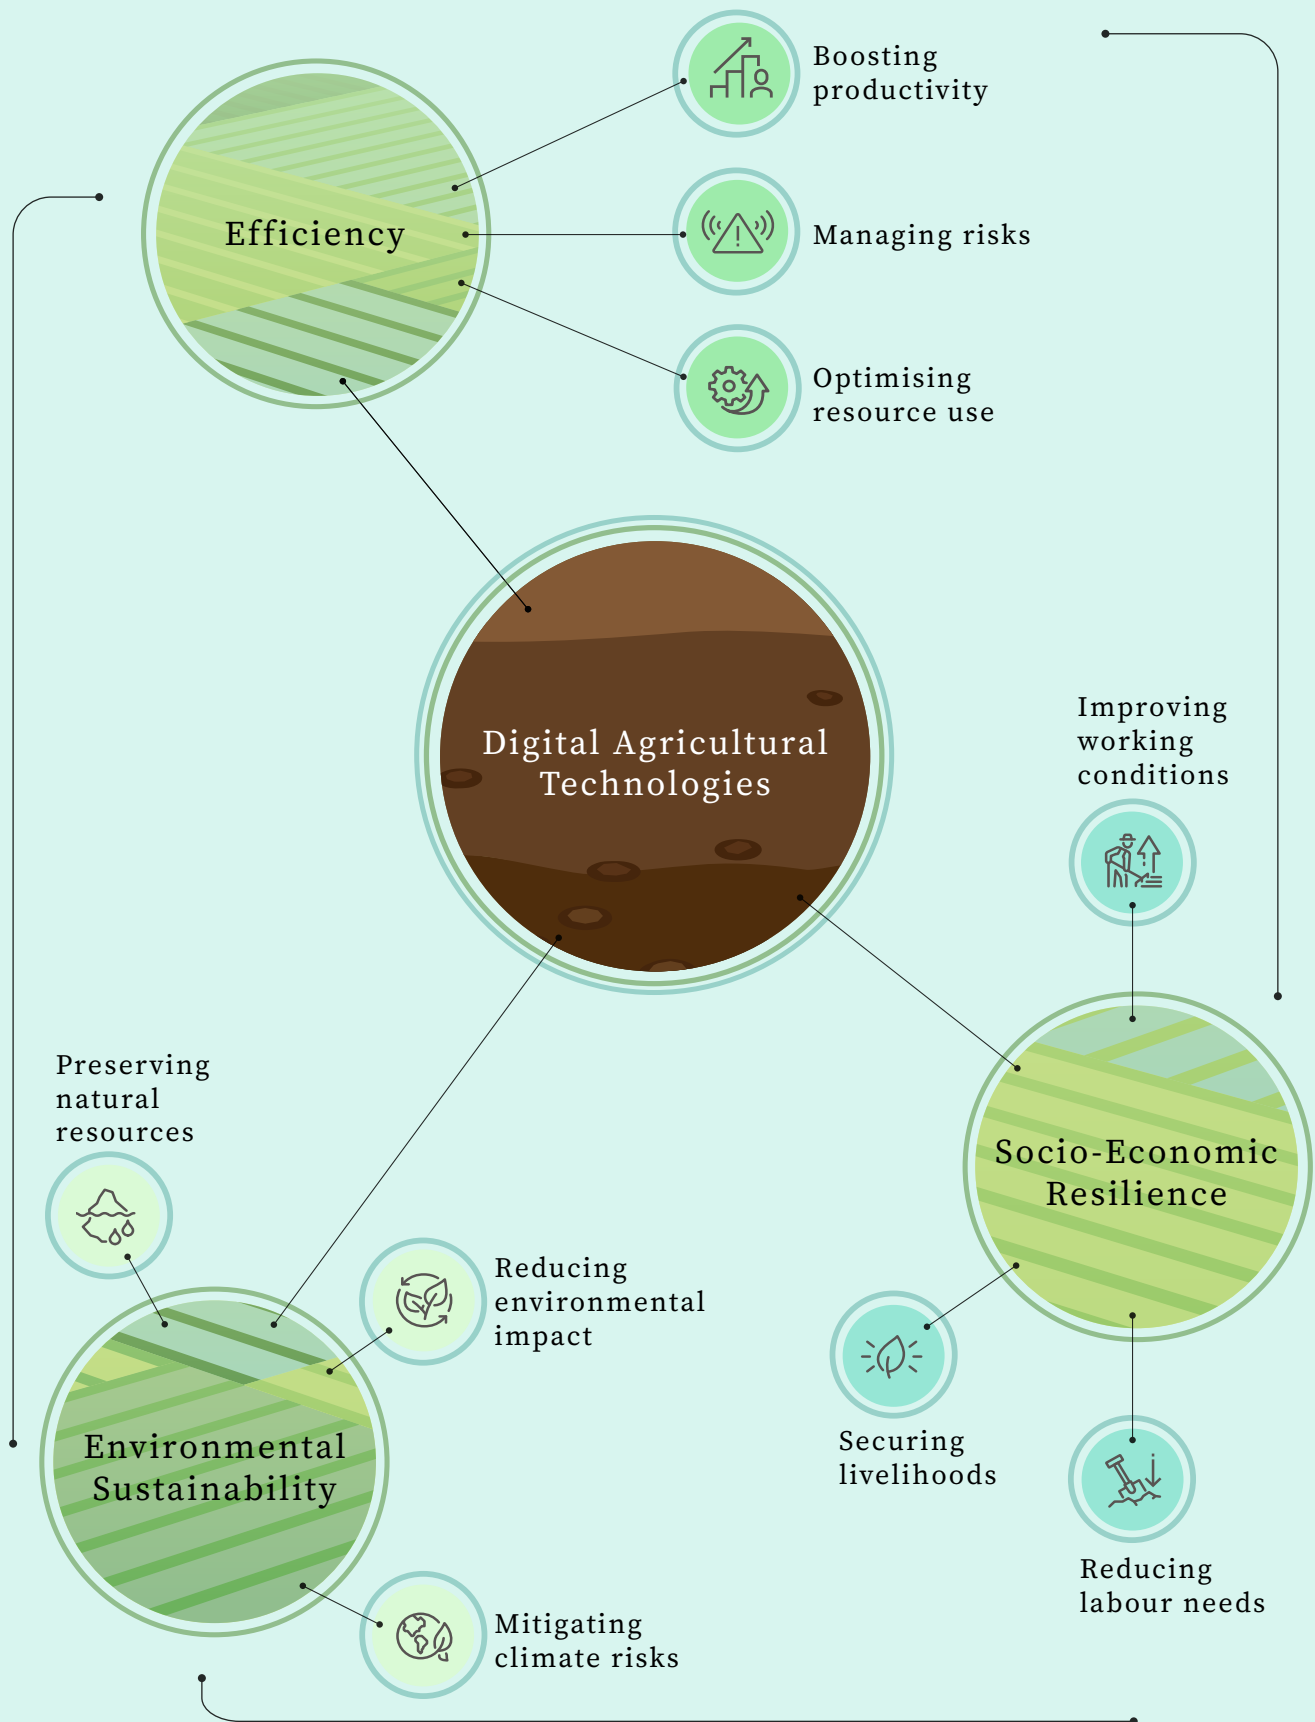 Boosting
productivity
Efficiency
Managing risks
Optimising
resource use
Digital Agricultural
Technologies
Improving
working
conditions
Preserving
natural
resources
Socio-Economic
Resilience
Reducing
environmental
impact
Environmental
Sustainability
Securing
livelihoods
Reducing
labour needs
Mitigating
climate risks